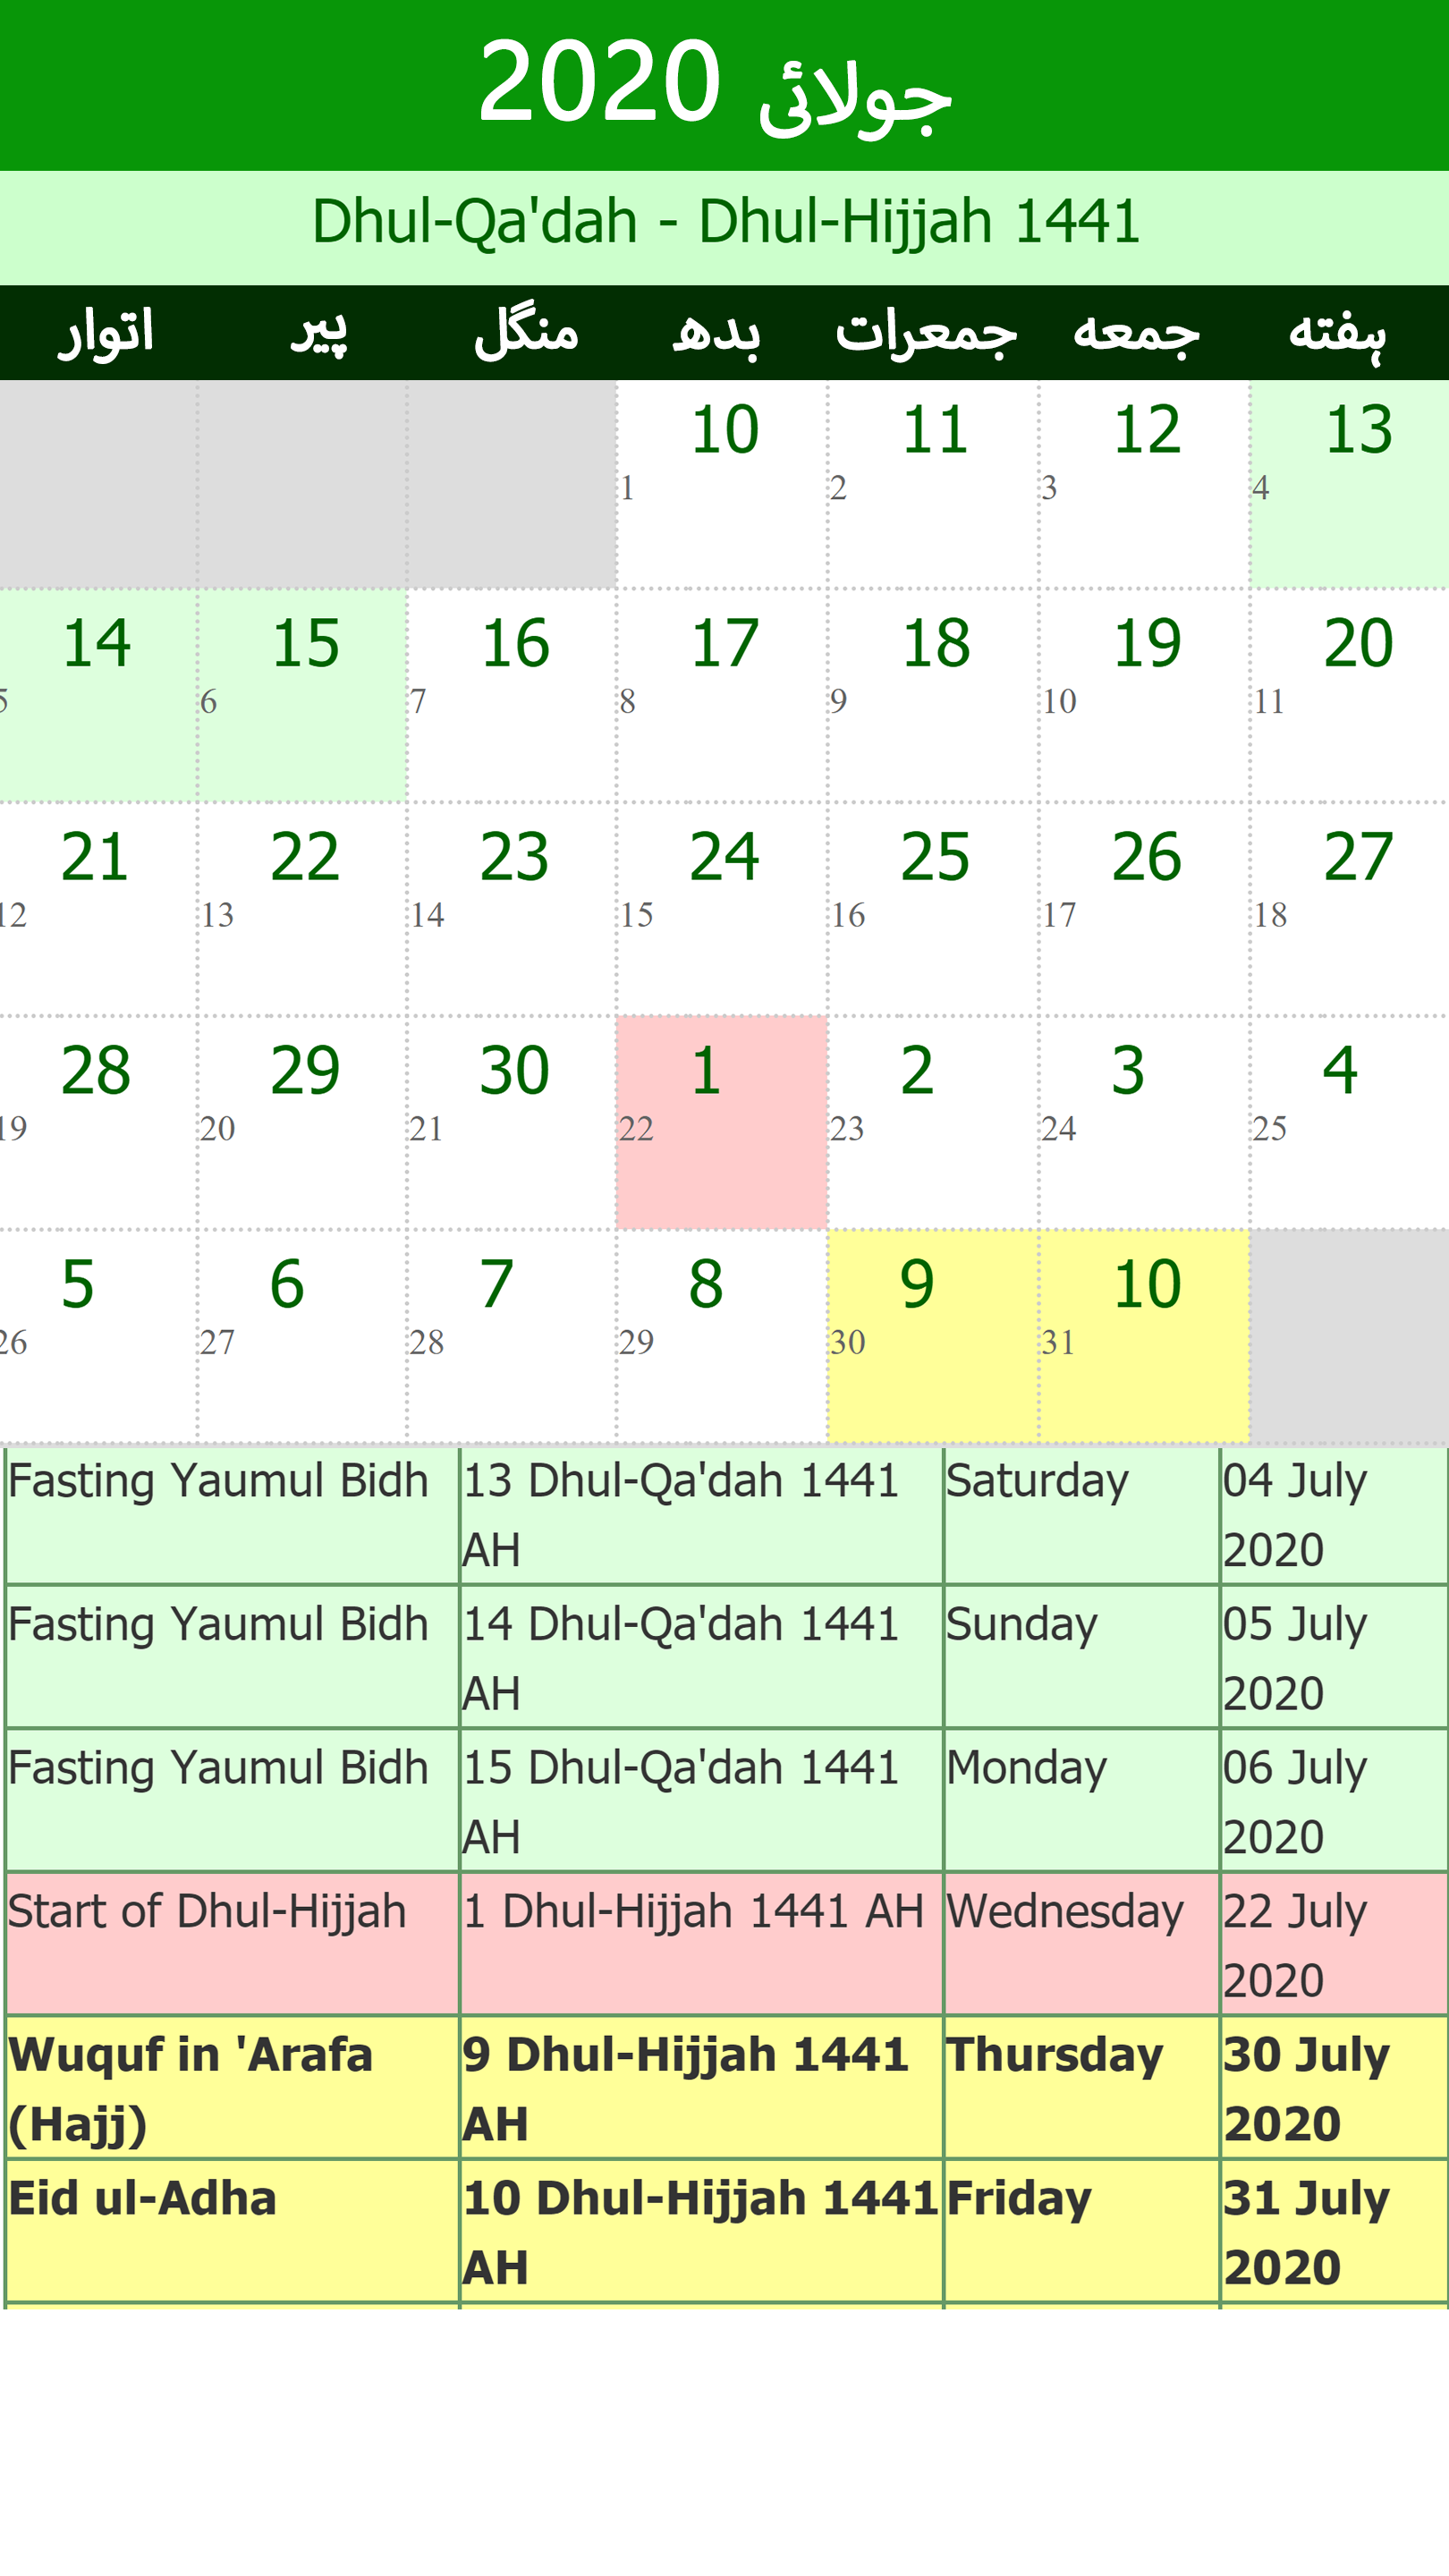 جولائی 2020
Dhul-Qa'dah - Dhul-Hijjah 1441
اتوار پیر منگل بدھ جمعرات جمعہ ہفتہ
10 11 12 13
1 2 3 4
14 15 16 17 18 19 20
5 6 7 8 9 10 11
21 22 23 24 25 26 27
12 13 14 15 16 17 18
28 29 30 1 2 3 4
19 20 21 22 23 24 25
5 6 7 8 9 10
26 27 28 29 30 31
Fasting Yaumul Bidh 13 Dhul-Qa'dah 1441 Saturday 04 July
AH 2020
Fasting Yaumul Bidh 14 Dhul-Qa'dah 1441 Sunday 05 July
AH 2020
Fasting Yaumul Bidh 15 Dhul-Qa'dah 1441 Monday 06 July
AH 2020
Start of Dhul-Hijjah 1 Dhul-Hijjah 1441 AH Wednesday 22 July
2020
Wuquf in 'Arafa 9 Dhul-Hijjah 1441 Thursday 30 July
(Hajj) AH 2020
Eid ul-Adha 10 Dhul-Hijjah 1441 Friday 31 July
AH 2020